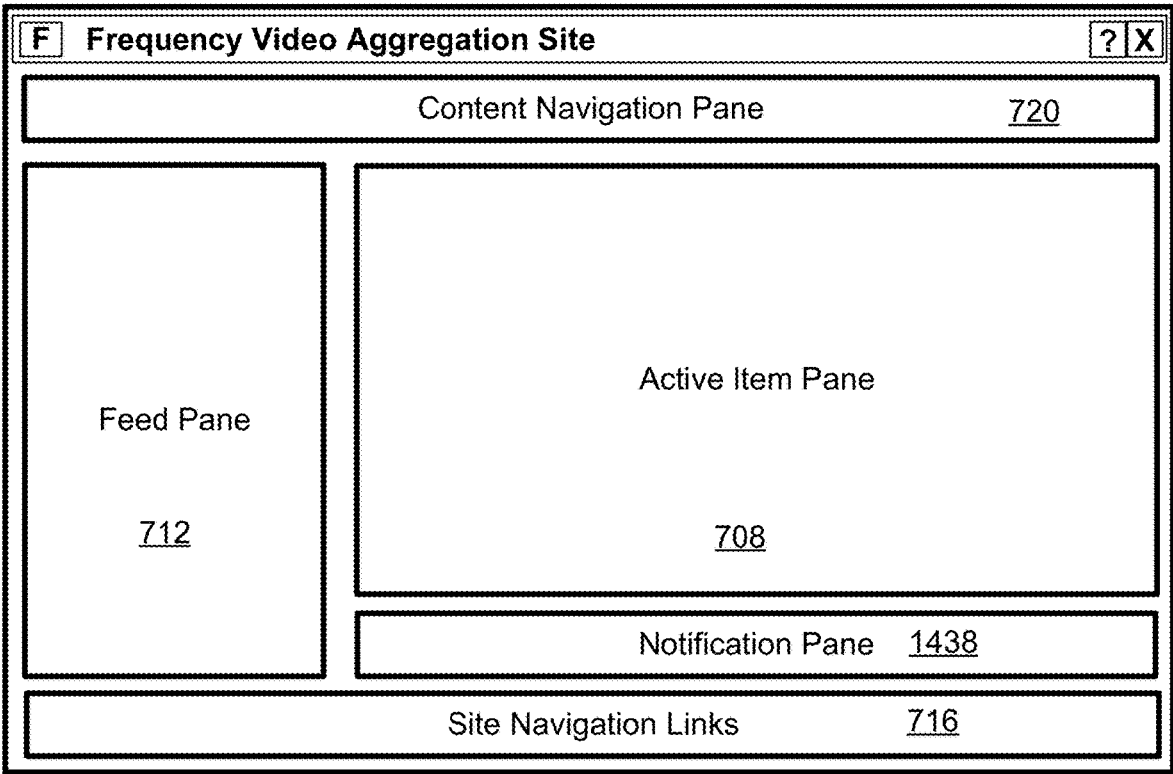 F Frequency Video Aggregation Site ? X
Content Navigation Pane 720
Feed Pane
712
Active Item Pane
708
Notification Pane 1438
Site Navigation Links 716